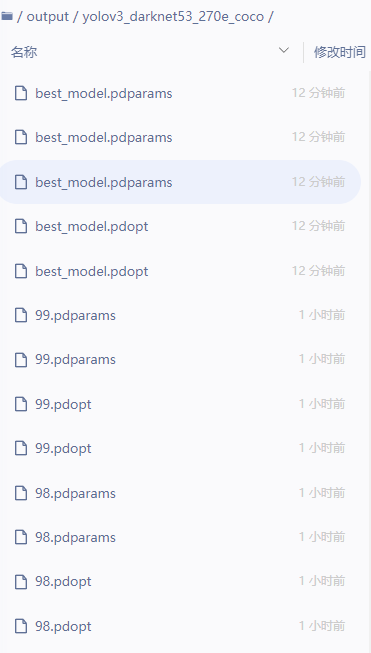 / output / yolov3_darknet53_270e_coco /
名称 修改时间
best_model.pdparams 12 分钟前
best_model.pdparams 12 分钟前
best_model.pdparams 12 分钟前
best_model.pdopt 12 分钟前
best_model.pdopt 12 分钟前
99.pdparams 1 小时前
99.pdparams 1 小时前
99.pdopt 1 小时前
99.pdopt 1 小时前
98.pdparams 1 小时前
98.pdparams 1 小时前
98.pdopt 1 小时前
98.pdopt 1 小时前